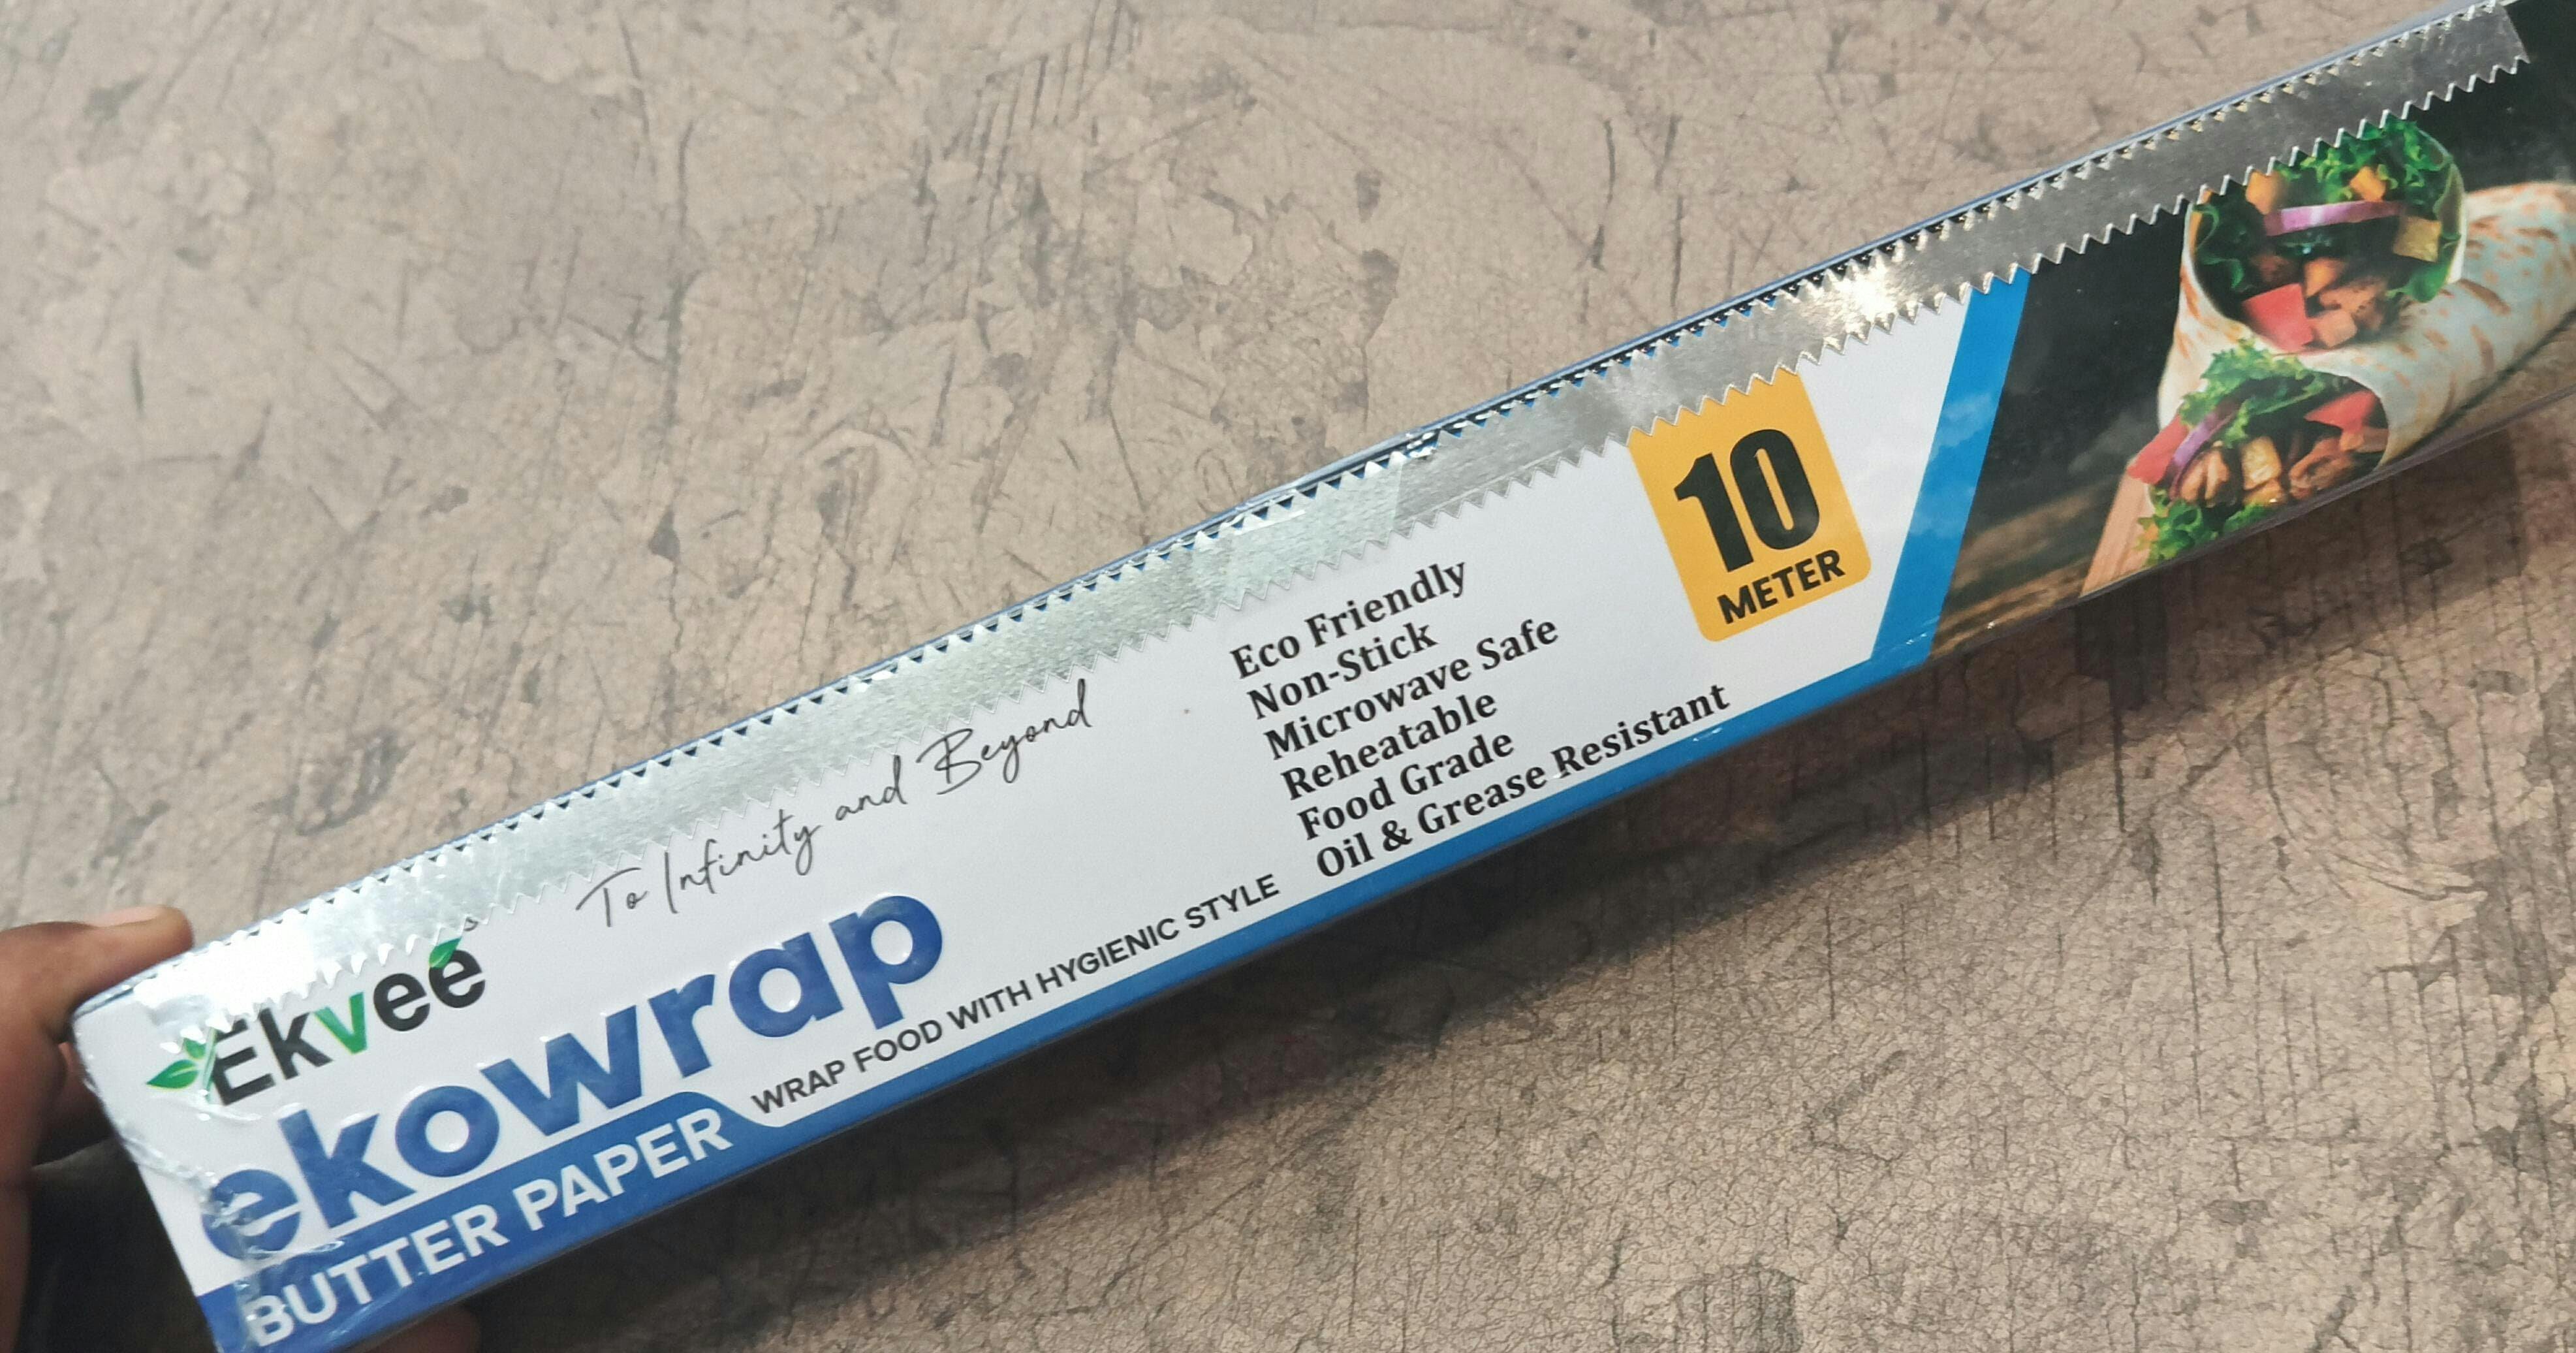 Ekvee
To Infinity and Beyond
ekowrap
BUTTER PAPER
WRAP FOOD WITH HYGIENIC STYLE
Eco Friendly
Non-Stick
Microwave Safe
Reheatable
Food Grade
Oil & Grease Resistant
10
METER